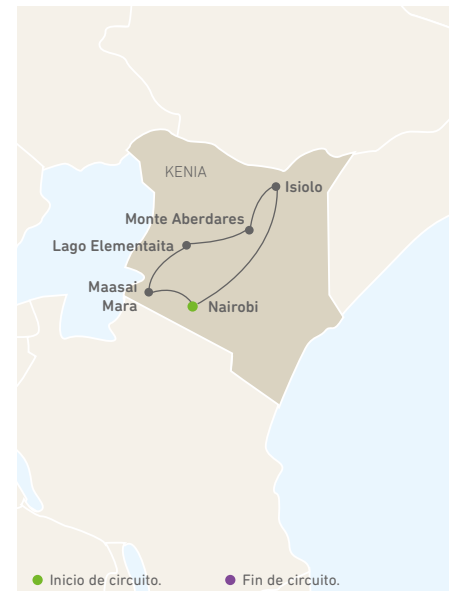 KENIA
Isiolo
Monte Aberdares
Lago Elementaita
Maasai
Mara
Nairobi
Inicio de circuito.
Fin de circuito.